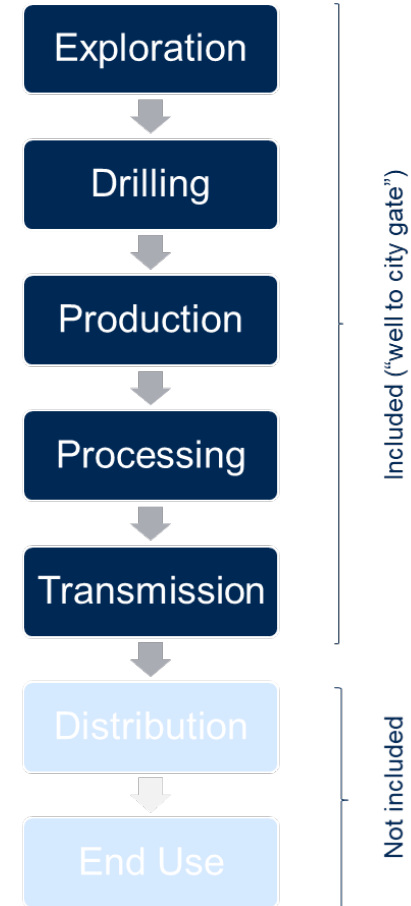 Exploration
Drilling
Production
Processing
Transmission
Included (“well to city gate”)
Distribution
End Use
Not included